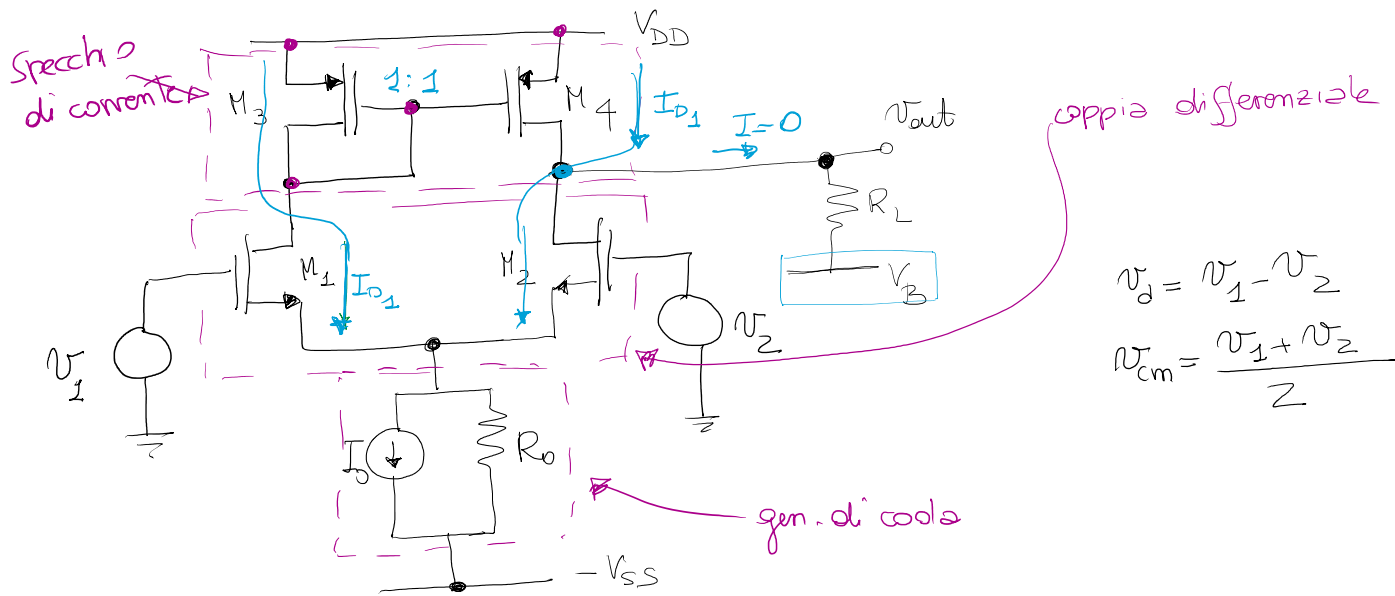 Specchio
di corrente
V_DD
M_3
1:1
M_4
I_D1
I=0
v_out
coppia differenziale
R_L
V_B
M_1
I_D1
M_2
v_1
v_2
v_d = v_1 - v_2
v_cm = (v_1 + v_2) / 2
I_0
R_0
gen. di coda
-V_SS